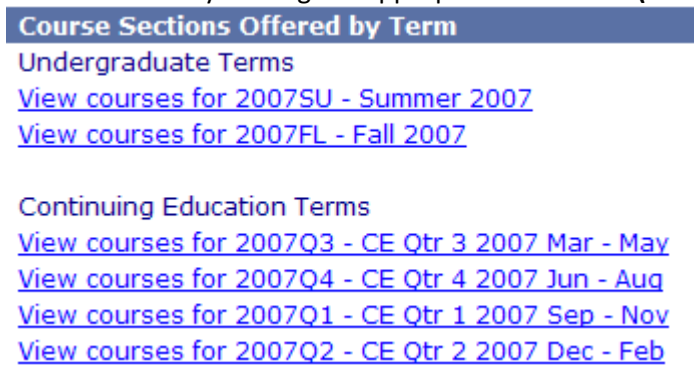 Course Sections Offered by Term
Undergraduate Terms
View courses for 2007SU - Summer 2007
View courses for 2007FL - Fall 2007
Continuing Education Terms
View courses for 2007Q3 - CE Qtr 3 2007 Mar - May
View courses for 2007Q4 - CE Qtr 4 2007 Jun - Aug
View courses for 2007Q1 - CE Qtr 1 2007 Sep - Nov
View courses for 2007Q2 - CE Qtr 2 2007 Dec - Feb